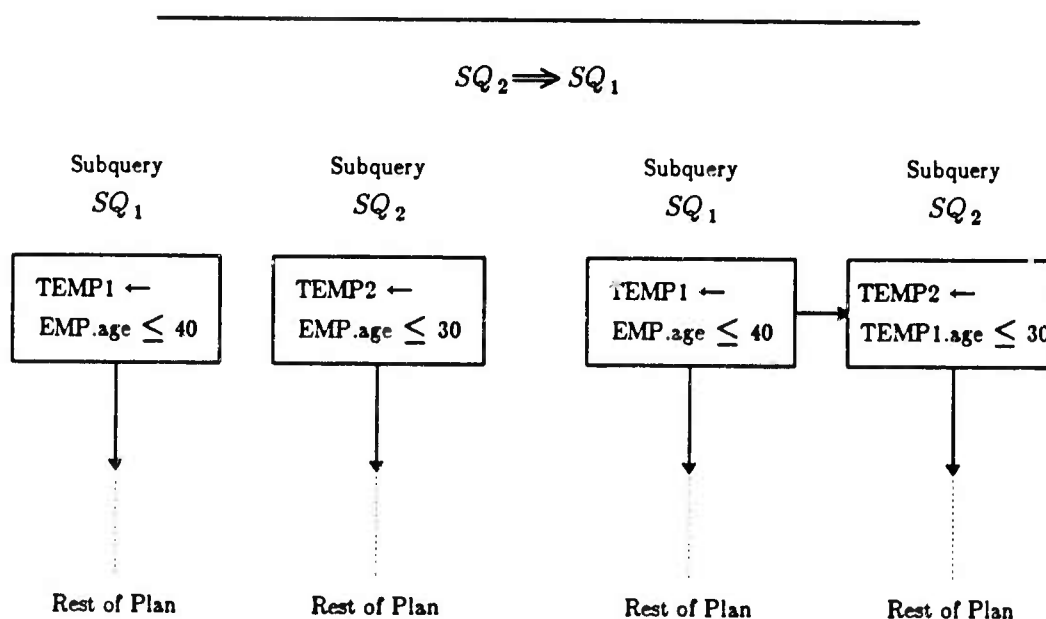 SQ₂ ⟹ SQ₁
Subquery
SQ₁
TEMP1 ←
EMP.age ≤ 40
Rest of Plan
Subquery
SQ₂
TEMP2 ←
EMP.age ≤ 30
Rest of Plan
Subquery
SQ₁
TEMP1 ←
EMP.age ≤ 40
Rest of Plan
Subquery
SQ₂
TEMP2 ←
TEMP1.age ≤ 30
Rest of Plan